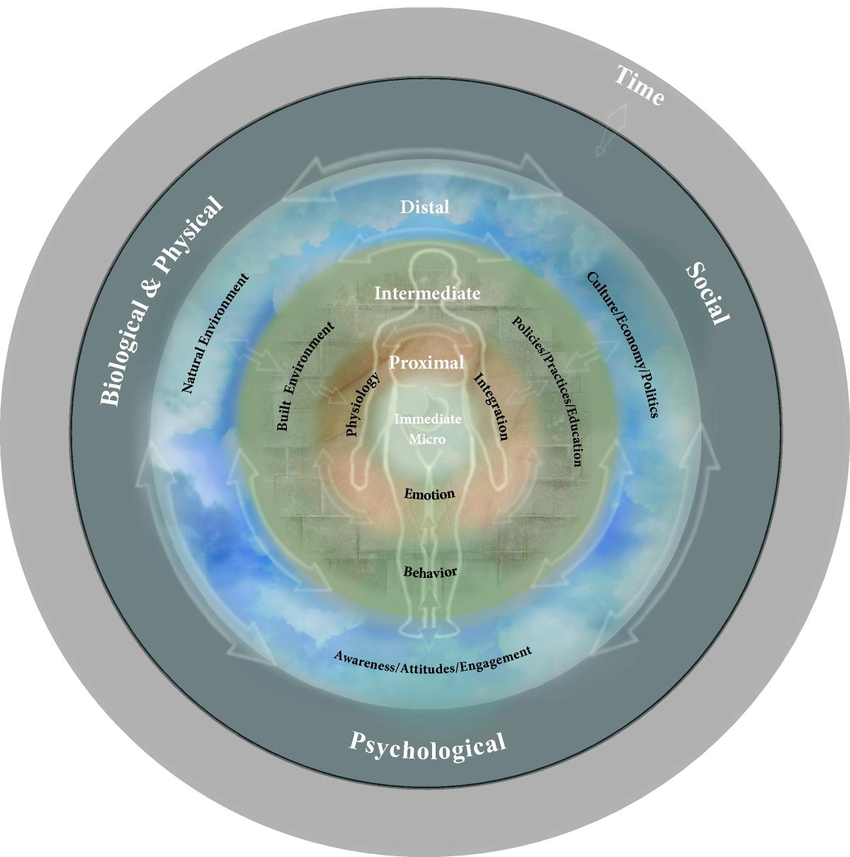 Time
Biological & Physical
Social
Distal
Natural Environment
Culture/Economy/Politics
Intermediate
Built Environment
Policies/Practices/Education
Proximal
Physiology
Integration
Immediate
Micro
Emotion
Behavior
Awareness/Attitudes/Engagement
Psychological